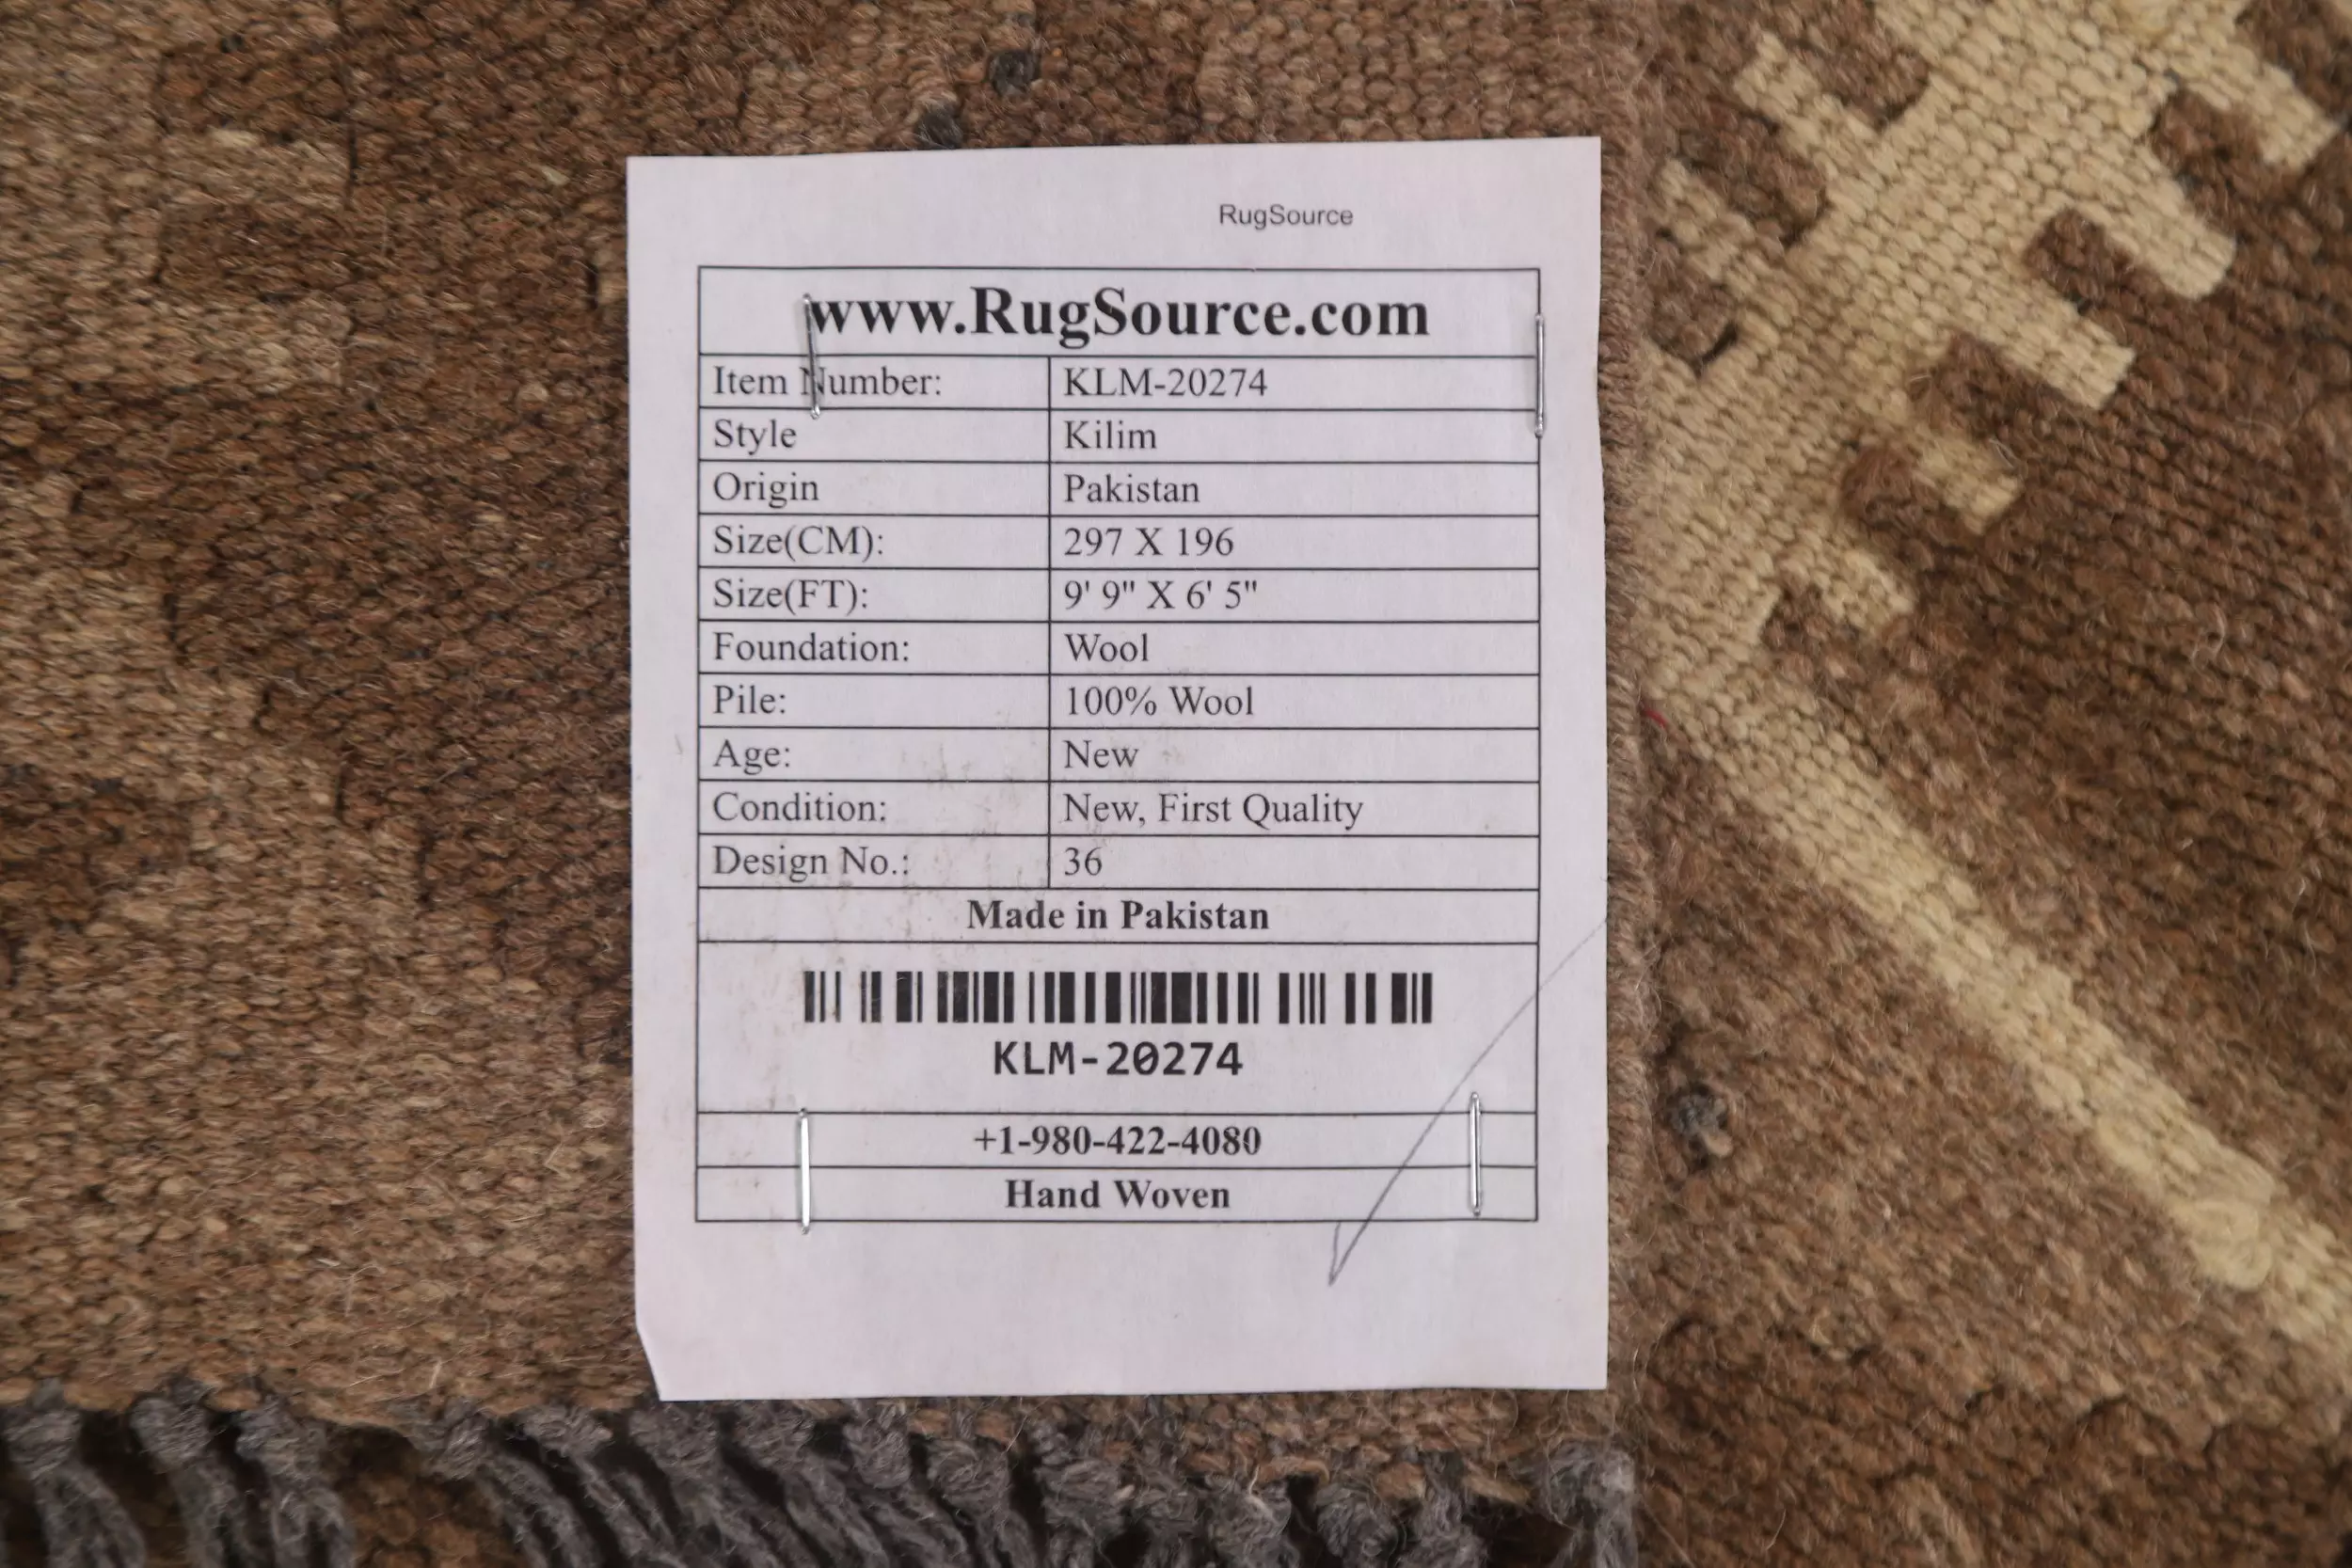 RugSource
www.RugSource.com
Item Number: KLM-20274
Style Kilim
Origin Pakistan
Size(CM): 297 X 196
Size(FT): 9' 9" X 6' 5"
Foundation: Wool
Pile: 100% Wool
Age: New
Condition: New, First Quality
Design No.: 36
Made in Pakistan
KLM-20274
+1-980-422-4080
Hand Woven